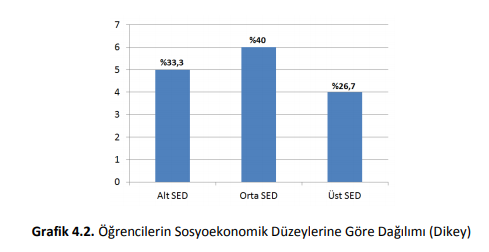 7
6
5
4
3
2
1
0
%33,3
%40
%26,7
Alt SED
Orta SED
Üst SED
Grafik 4.2. Öğrencilerin Sosyoekonomik Düzeylerine Göre Dağılımı (Dikey)